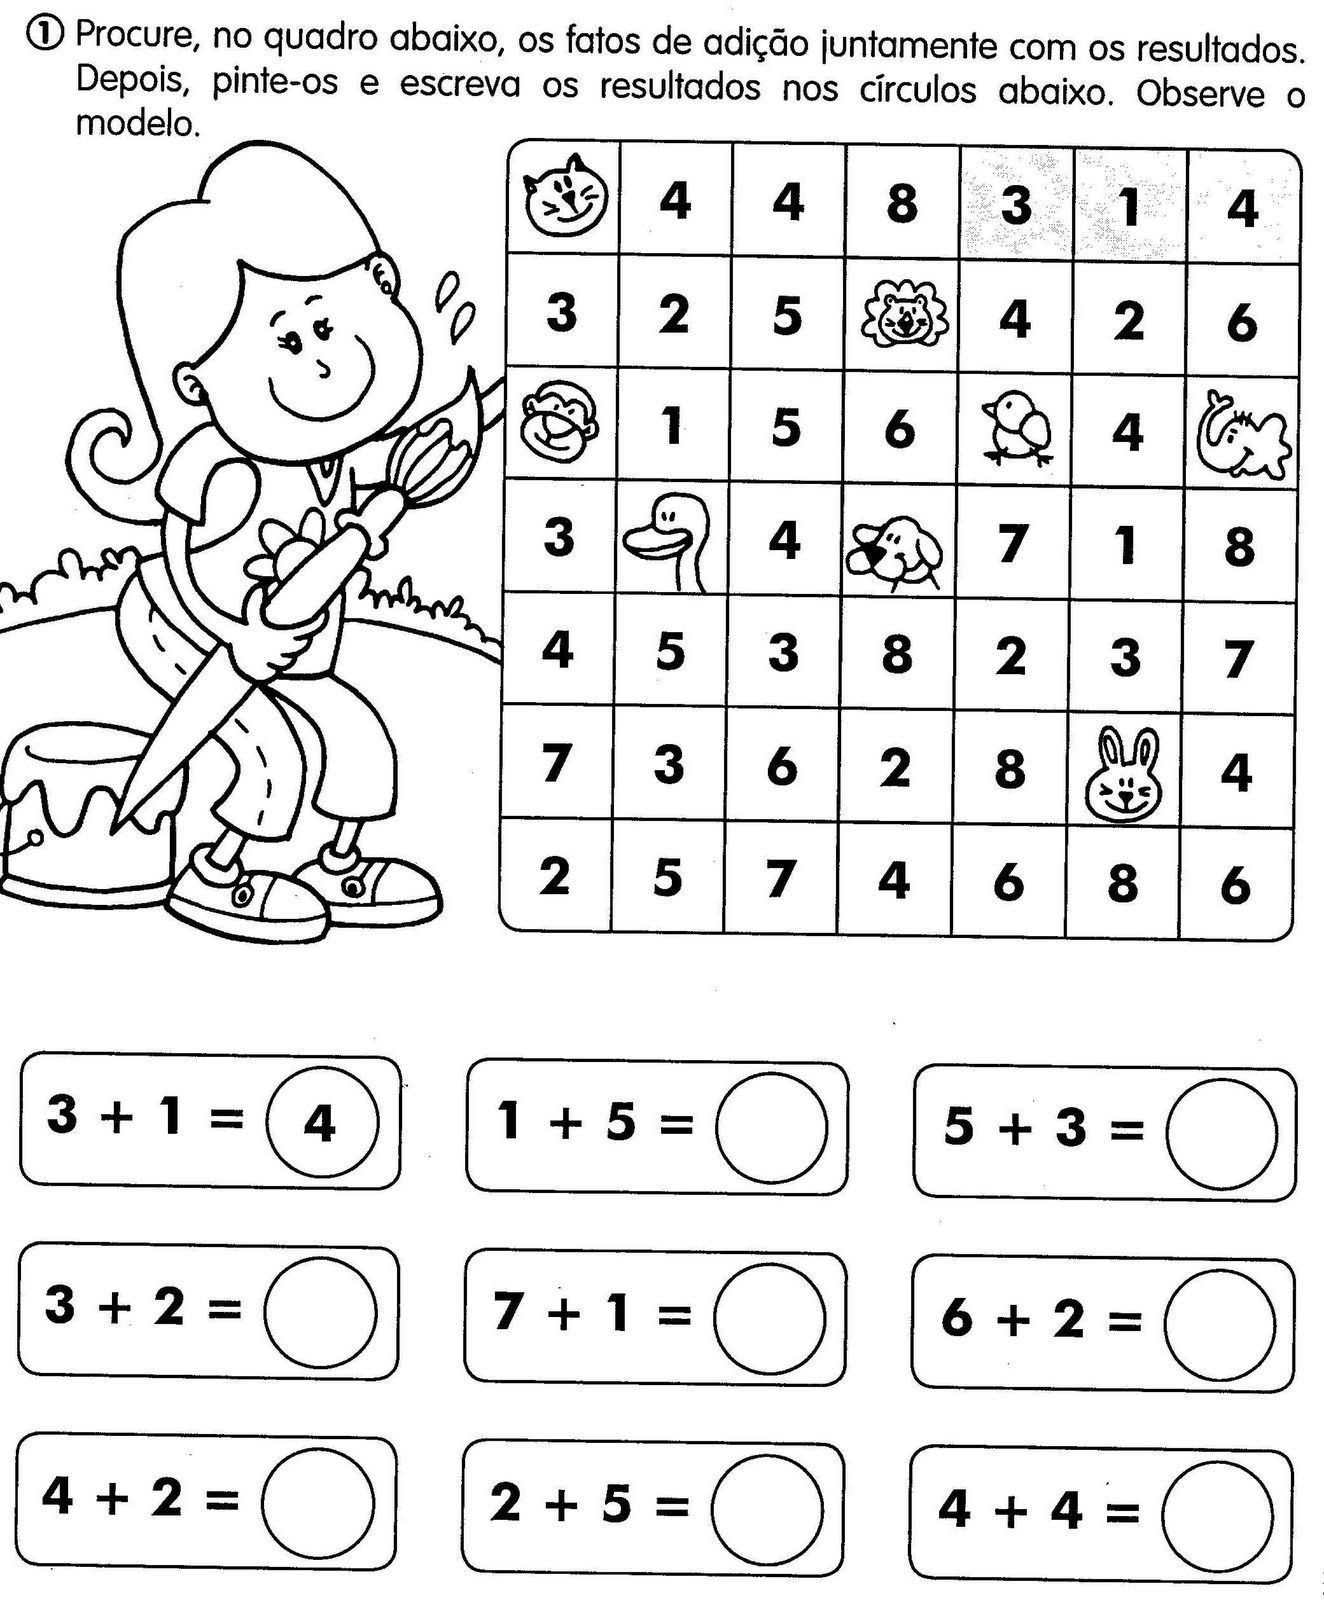 1 Procure, no quadro abaixo, os fatos de adição juntamente com os resultados.
Depois, pinte-os e escreva os resultados nos círculos abaixo. Observe o
modelo.
4 4 8 3 1 4
3 2 5 4 2 6
1 5 6 4
3 4 7 1 8
4 5 3 8 2 3 7
7 3 6 2 8 4
2 5 7 4 6 8 6
3 + 1 = 4
1 + 5 =
5 + 3 =
3 + 2 =
7 + 1 =
6 + 2 =
4 + 2 =
2 + 5 =
4 + 4 =